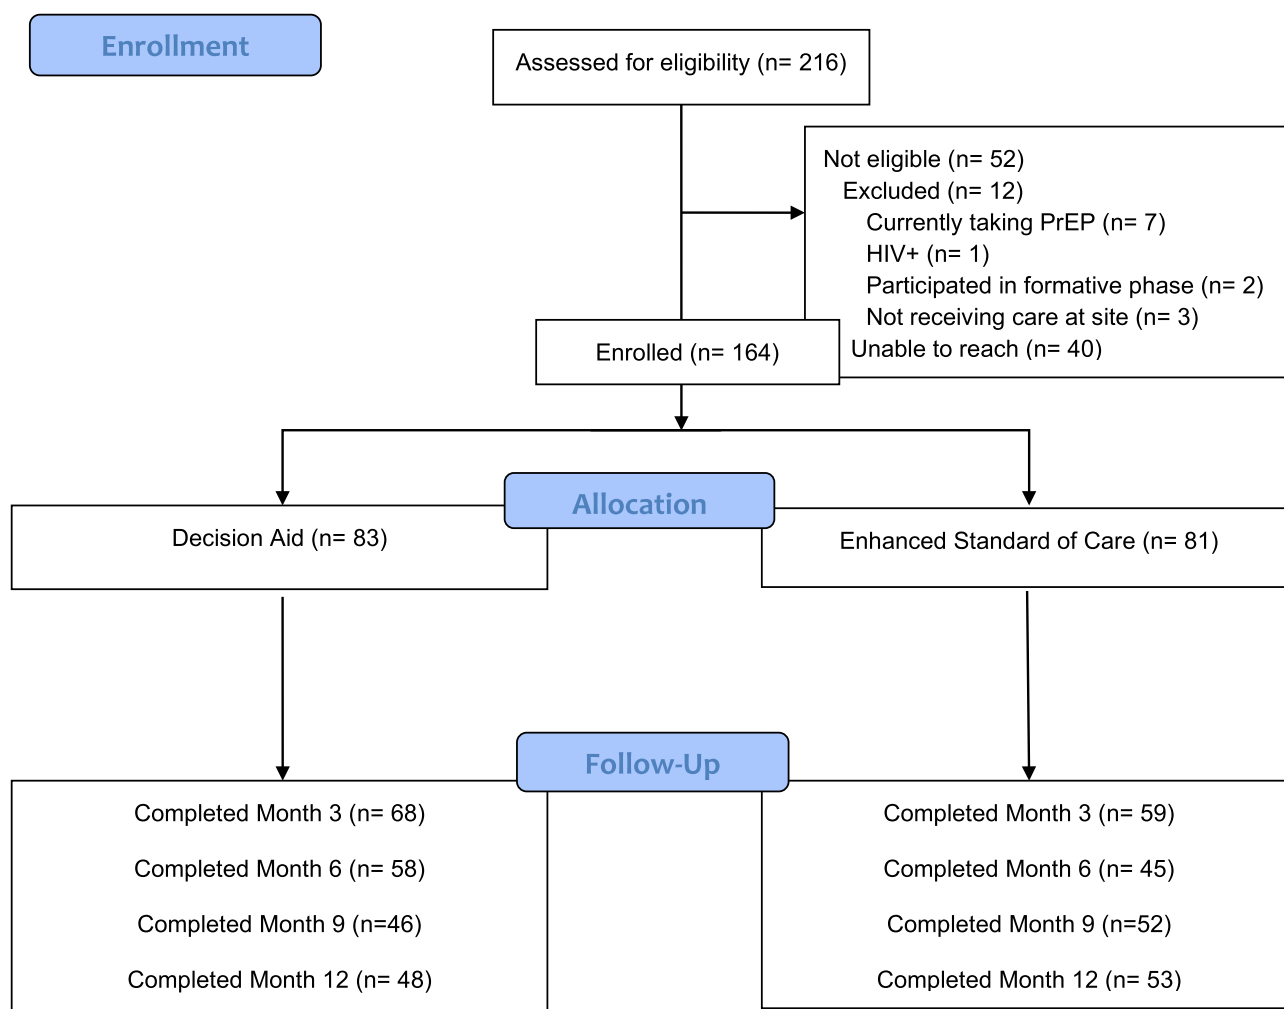 Enrollment
Assessed for eligibility (n= 216)
Not eligible (n= 52)
Excluded (n= 12)
Currently taking PrEP (n= 7)
HIV+ (n= 1)
Participated in formative phase (n= 2)
Not receiving care at site (n= 3)
Unable to reach (n= 40)
Enrolled (n= 164)
Allocation
Decision Aid (n= 83)
Enhanced Standard of Care (n= 81)
Follow-Up
Completed Month 3 (n= 68)
Completed Month 6 (n= 58)
Completed Month 9 (n=46)
Completed Month 12 (n= 48)
Completed Month 3 (n= 59)
Completed Month 6 (n= 45)
Completed Month 9 (n=52)
Completed Month 12 (n= 53)